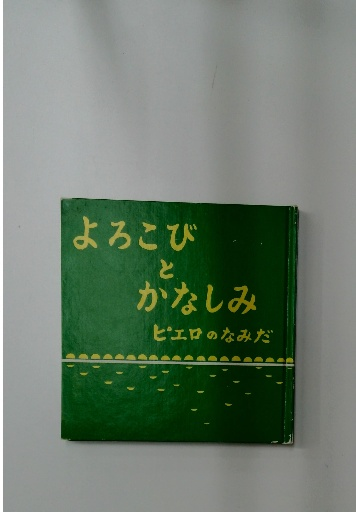 よろこび
と
かなしみ
ピエロのなみだ